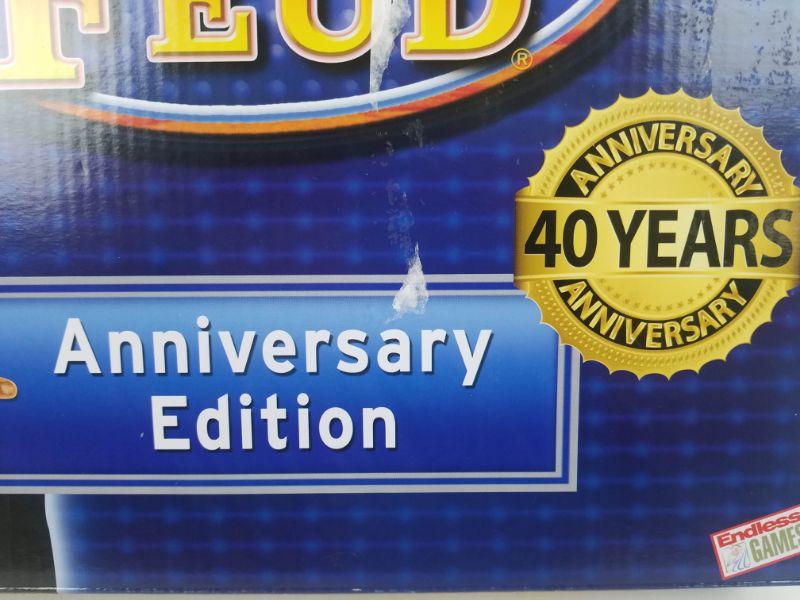 FEUD®
ANNIVERSARY
40 YEARS
ANNIVERSARY
Anniversary
Edition
Endless
GAMES